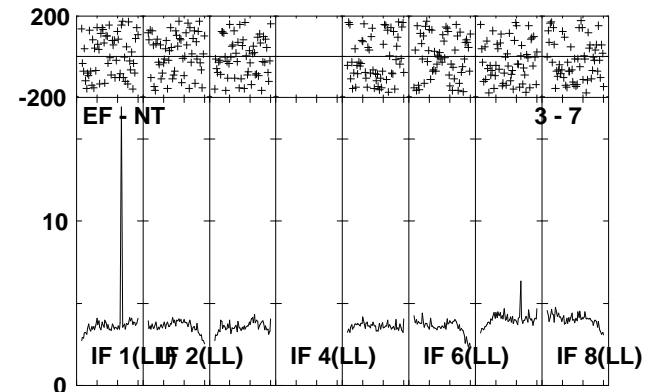 200
-200
EF - NT 3 - 7
10
IF 1(LL) IF 2(LL) IF 4(LL) IF 6(LL) IF 8(LL)
0